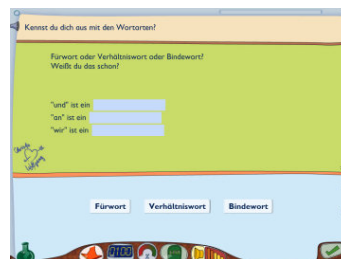 Kennst du dich aus mit den Wortarten?
Fürwort oder Verhältniswort oder Bindewort?
Weißt du das schon?
"und" ist ein
"an" ist ein
"wir" ist ein
Fürwort Verhältniswort Bindewort